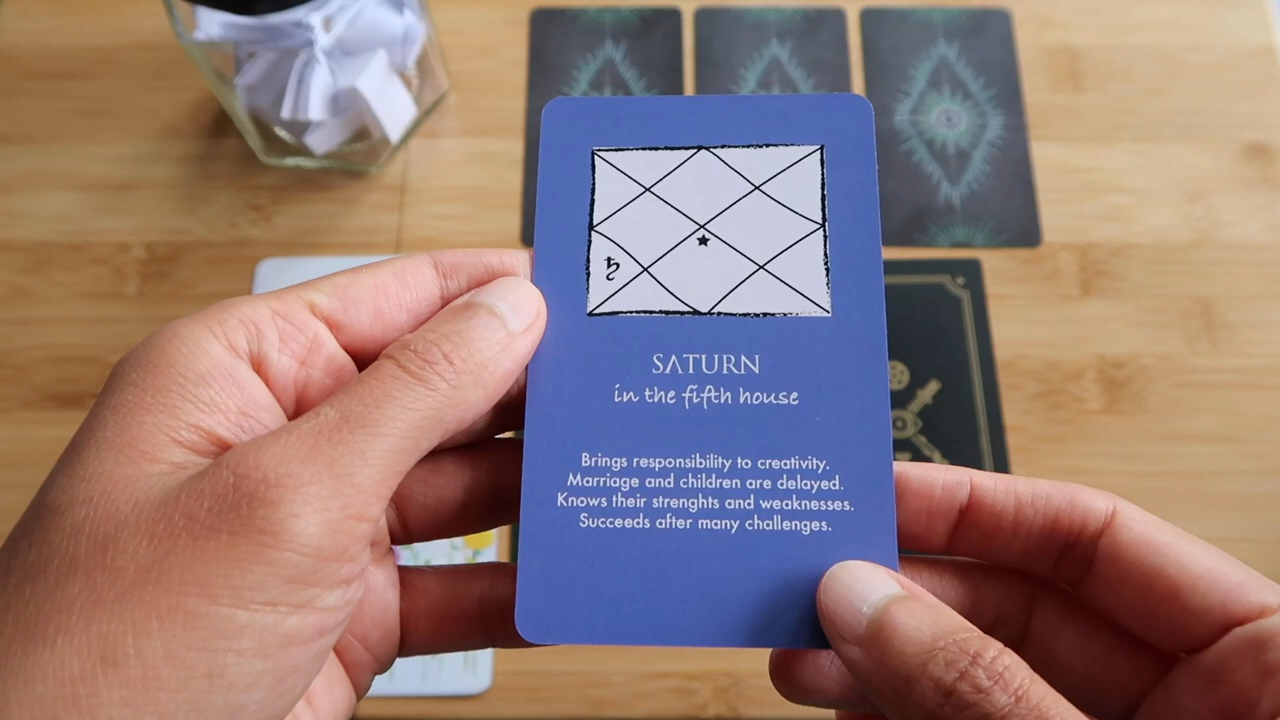 SATURN
in the fifth house
Brings responsibility to creativity.
Marriage and children are delayed.
Knows their strenghts and weaknesses.
Succeeds after many challenges.